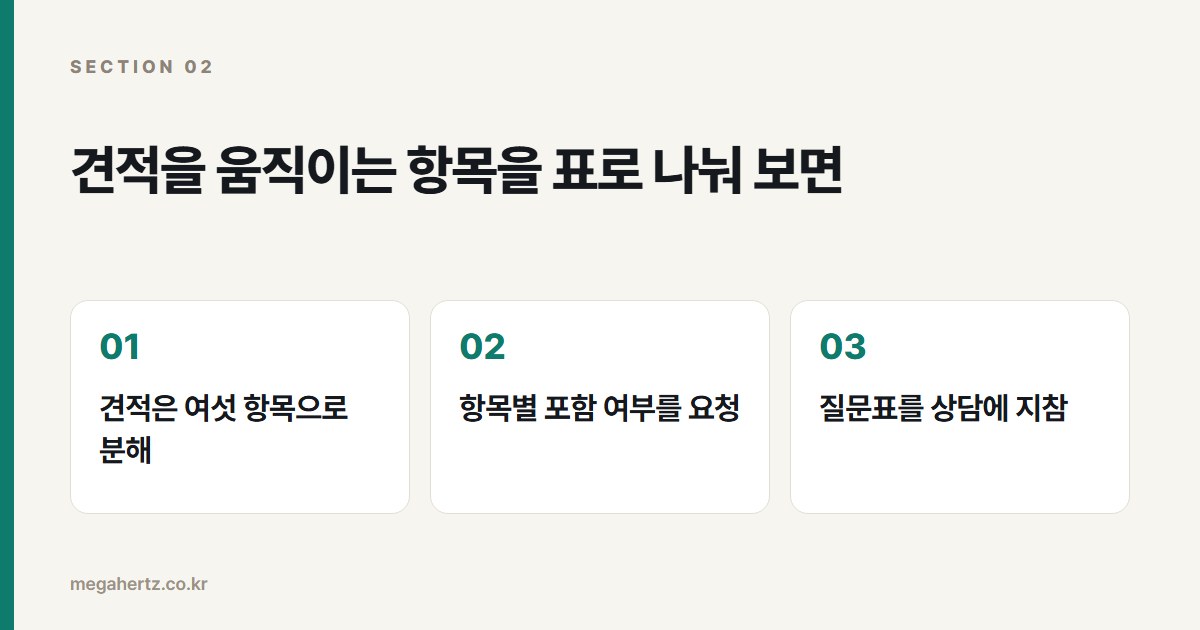 SECTION 02
견적을 움직이는 항목을 표로 나눠 보면
01
견적은 여섯 항목으로
분해
02
항목별 포함 여부를 요청
03
질문표를 상담에 지참
megahertz.co.kr